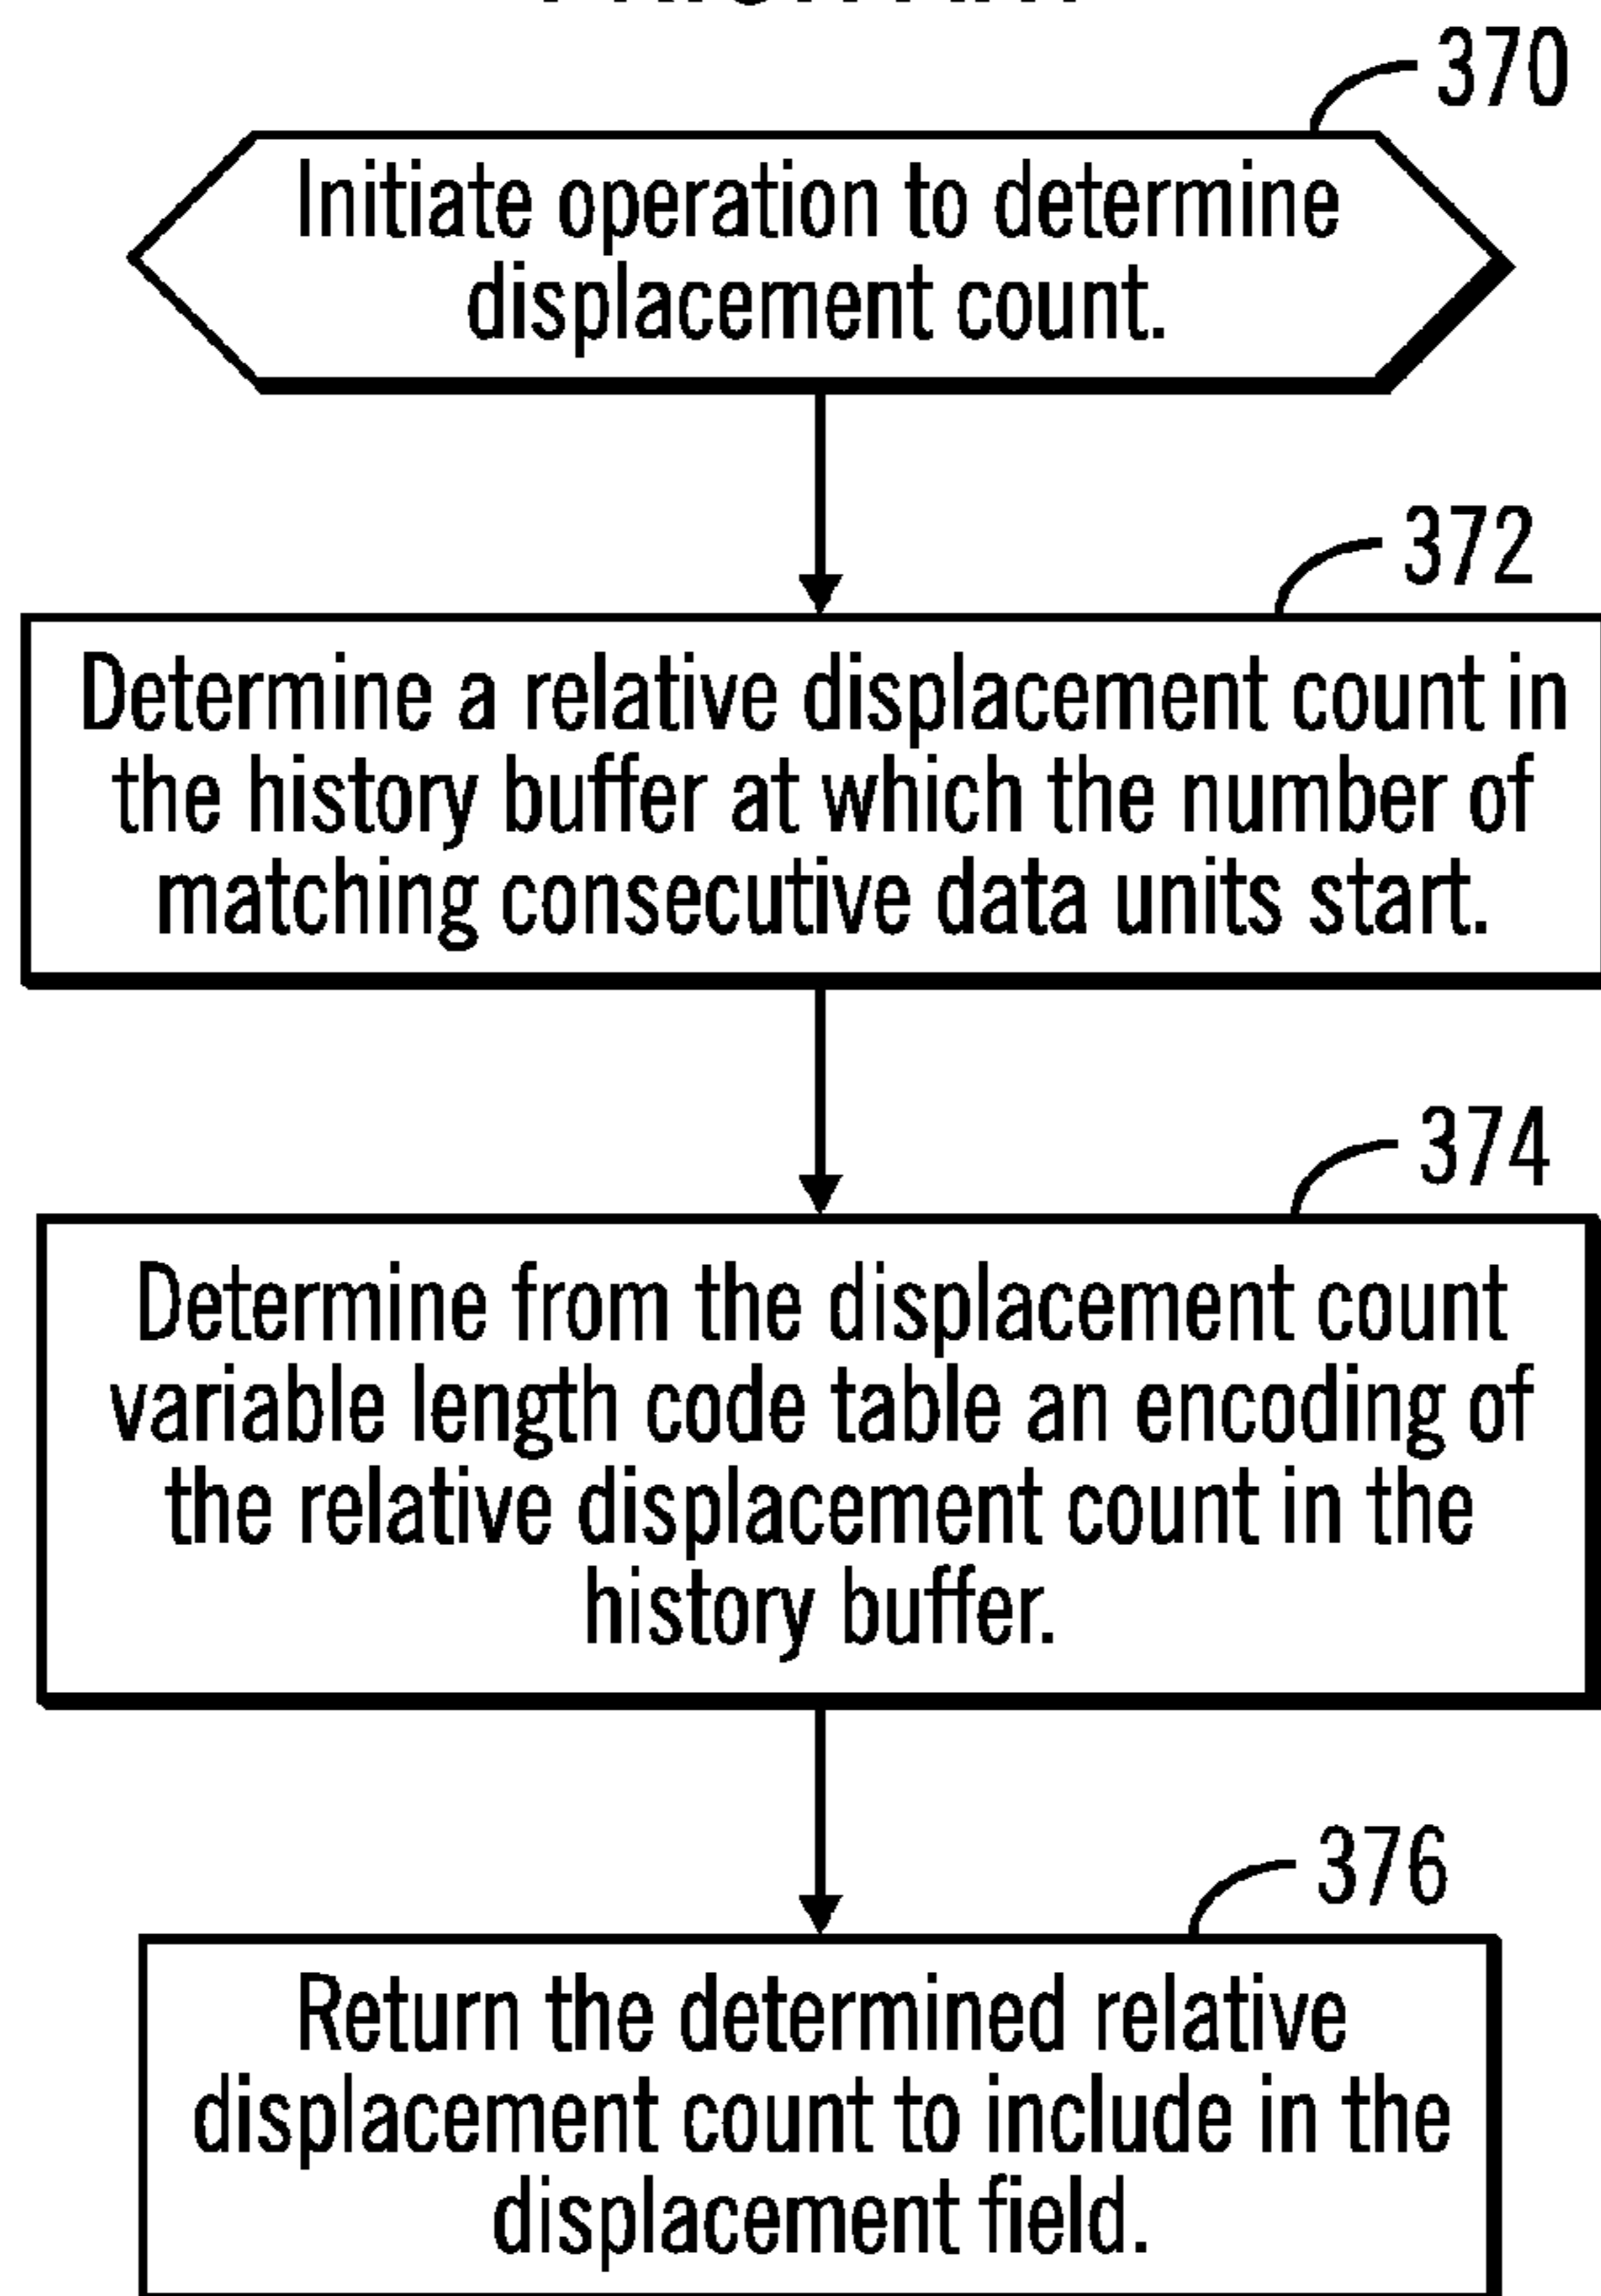 370
Initiate operation to determine
displacement count.
372
Determine a relative displacement count in
the history buffer at which the number of
matching consecutive data units start.
374
Determine from the displacement count
variable length code table an encoding of
the relative displacement count in the
history buffer.
376
Return the determined relative
displacement count to include in the
displacement field.